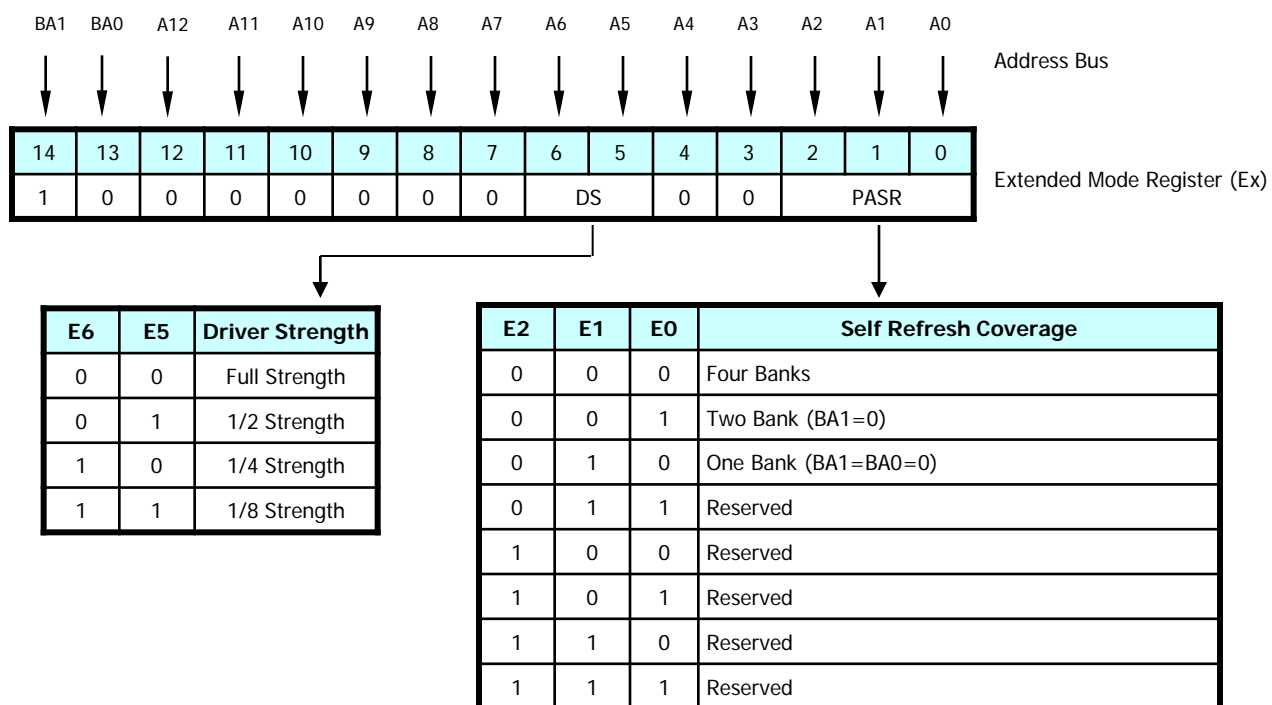 BA1 BA0 A12 A11 A10 A9 A8 A7 A6 A5 A4 A3 A2 A1 A0
Address Bus
14 13 12 11 10 9 8 7 6 5 4 3 2 1 0
1 0 0 0 0 0 0 0 DS 0 0 PASR
Extended Mode Register (Ex)
E6 E5 Driver Strength
0 0 Full Strength
0 1 1/2 Strength
1 0 1/4 Strength
1 1 1/8 Strength
E2 E1 E0 Self Refresh Coverage
0 0 0 Four Banks
0 0 1 Two Bank (BA1=0)
0 1 0 One Bank (BA1=BA0=0)
0 1 1 Reserved
1 0 0 Reserved
1 0 1 Reserved
1 1 0 Reserved
1 1 1 Reserved